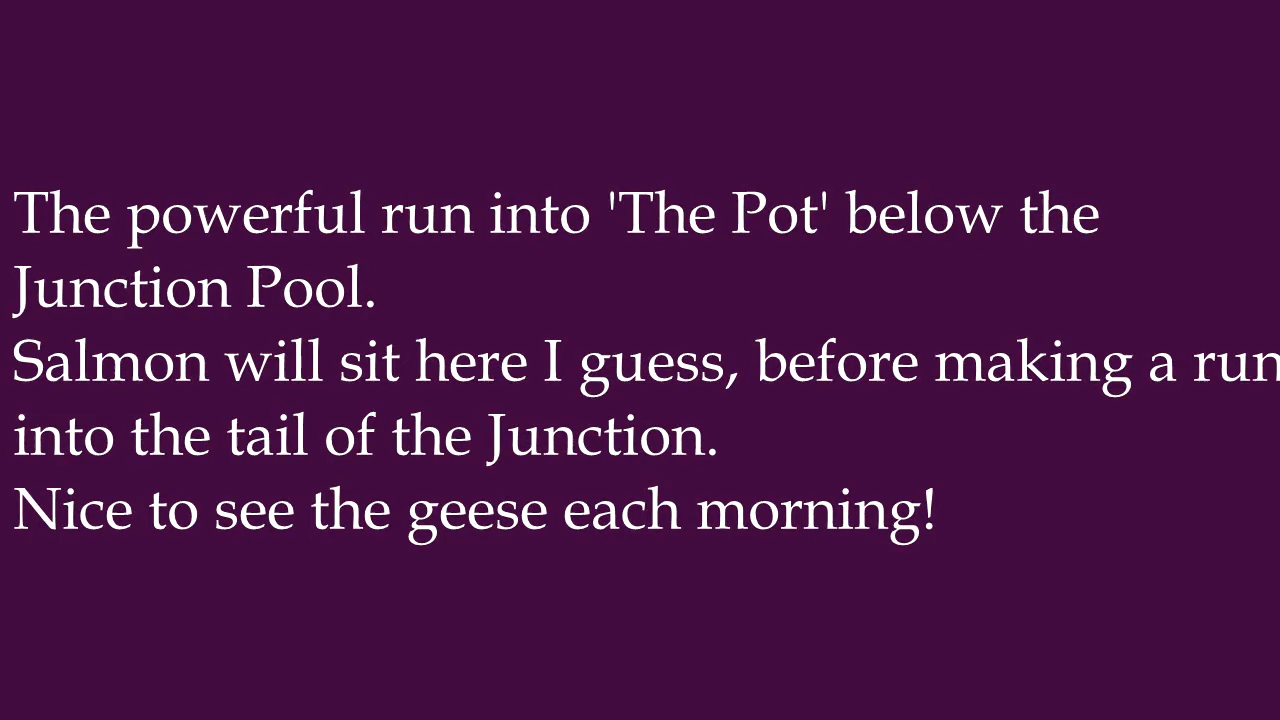 The powerful run into 'The Pot' below the
Junction Pool.
Salmon will sit here I guess, before making a run
into the tail of the Junction.
Nice to see the geese each morning!